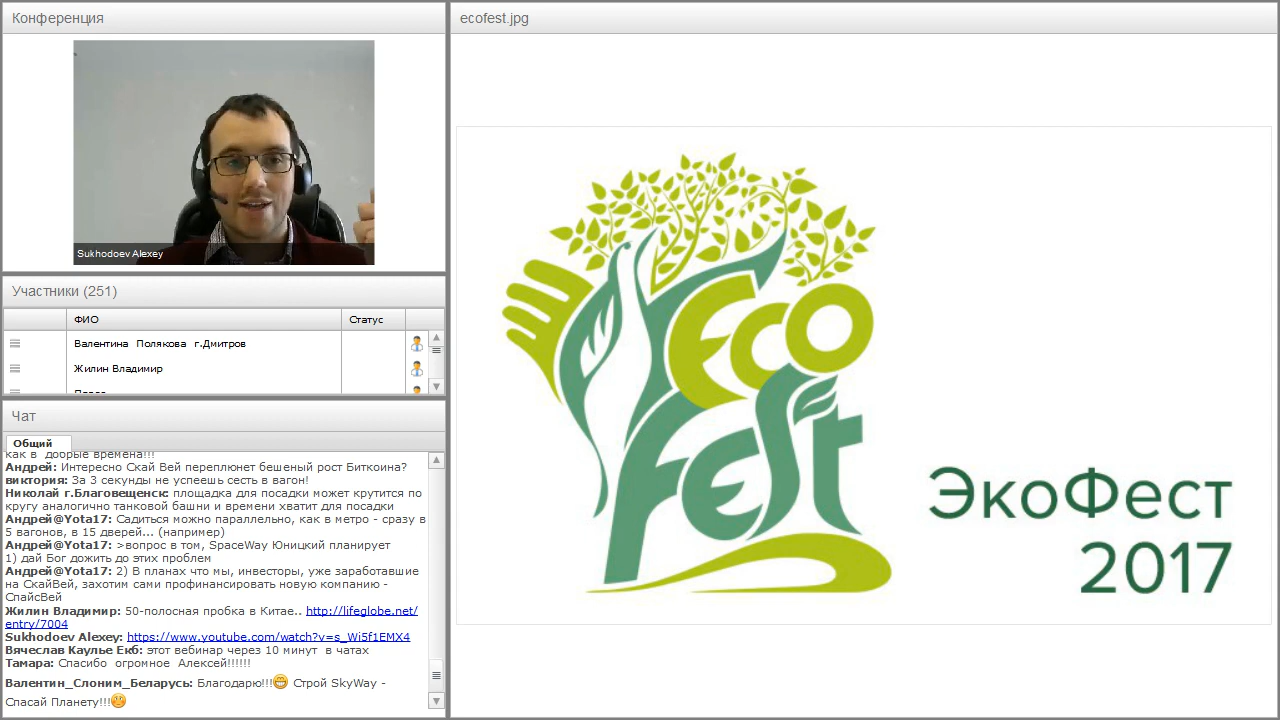 Конференция
Sukhodoev Alexey
Участники (251)
ФИО
Статус
Валентина Полякова г.Дмитров
Жилин Владимир
Чат
Общий
как в добрые времена!!!
Андрей: Интересно Скай Вей переплюнет бешеный рост Биткоина?
виктория: За 3 секунды не успеешь сесть в вагон!
Николай г.Благовещенск: площадка для посадки может крутится по
кругу аналогично танковой башни и времени хватит для посадки
Андрей@Yota17: Садиться можно параллельно, как в метро - сразу в
5 вагонов, в 15 дверей... (например)
Андрей@Yota17: >вопрос в том, SpaceWay Юницкий планирует
1) дай Бог дожить до этих проблем
Андрей@Yota17: 2) В планах что мы, инвесторы, уже заработавшие
на СкайВей, захотим сами профинансировать новую компанию -
СпайсВей
Жилин Владимир: 50-полосная пробка в Китае.. http://lifeglobe.net/
entry/7004
Sukhodoev Alexey: https://www.youtube.com/watch?v=s_Wi5f1EMX4
Вячеслав Каулье Екб: этот вебинар через 10 минут в чатах
Тамара: Спасибо огромное Алексей!!!!!!
Валентин_Слоним_Беларусь: Благодарю!!! Строй SkyWay -
Спасай Планету!!!
ecofest.jpg
Eco
Fest
ЭкоФест
2017